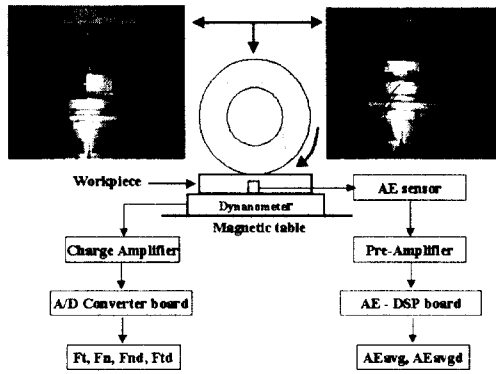 Workpiece
AE sensor
Dynanometer
Magnetic table
Charge Amplifier
Pre-Amplifier
A/D Converter board
AE - DSP board
Ft, Fn, Fnd, Ftd
AEavg, AEavgd